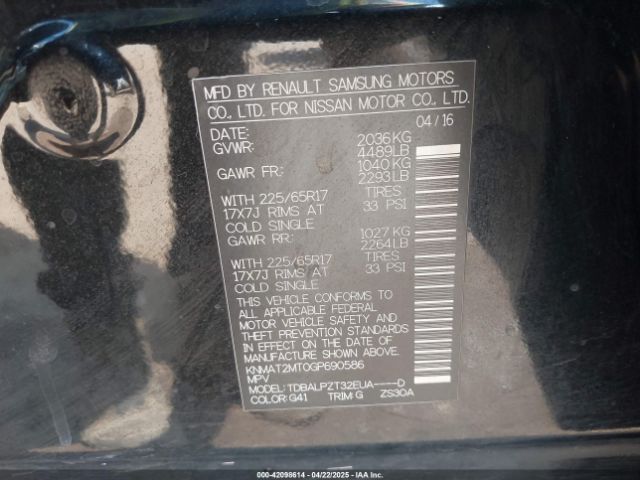 MFD BY RENAULT SAMSUNG MOTORS
CO., LTD. FOR NISSAN MOTOR CO., LTD.
DATE: 04/16
GVWR: 2036KG
4489LB
GAWR FR: 1040KG
2293LB
WITH 225/65R17 TIRES
17X7J RIMS AT 33 PSI
COLD SINGLE
GAWR RR: 1027 KG
2264LB
WITH 225/65R17 TIRES
17X7J RIMS AT 33 PSI
COLD SINGLE
THIS VEHICLE CONFORMS TO
ALL APPLICABLE FEDERAL
MOTOR VEHICLE SAFETY AND
THEFT PREVENTION STANDARDS
IN EFFECT ON THE DATE OF
MANUFACTURE SHOWN ABOVE.
KNMAT2MT0GP690586
MPV
MODEL: TDBALPZT32EUA----D
COLOR:G41 TRIM:G ZS30A
000-42098614 - 04/22/2025 - IAAI.COM